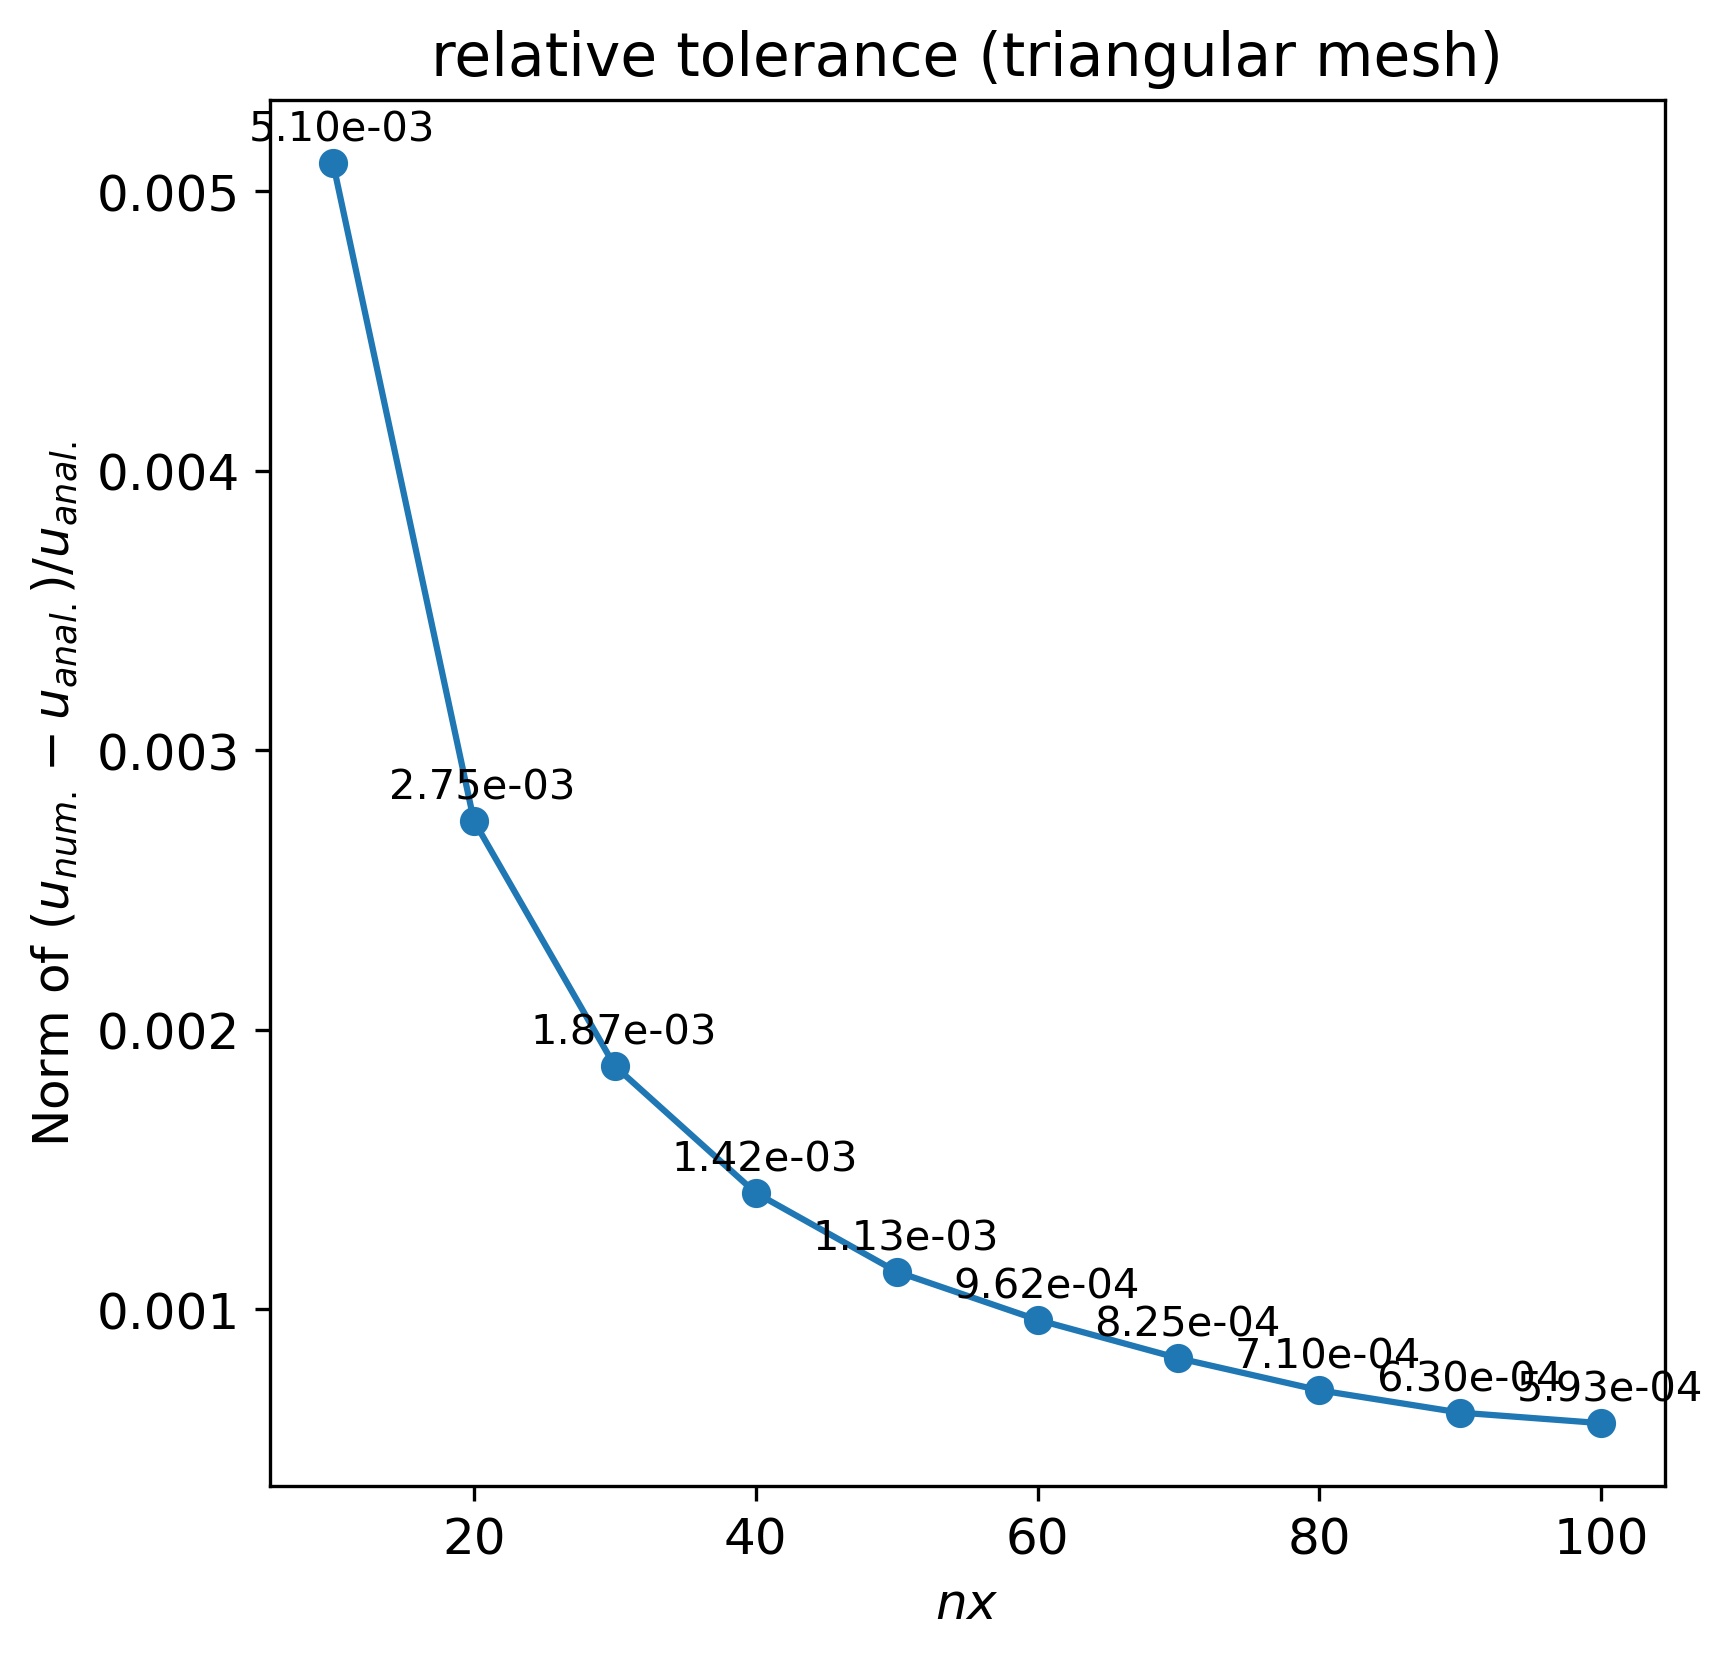 relative tolerance (triangular mesh)
5.10e-03
0.005
0.004
0.003
2.75e-03
0.002
1.87e-03
1.42e-03
1.13e-03
0.001
9.62e-04
8.25e-04
7.10e-04
6.30e-04
5.93e-04
Norm of (u_num. − u_anal.)/u_anal.
20 40 60 80 100
nx